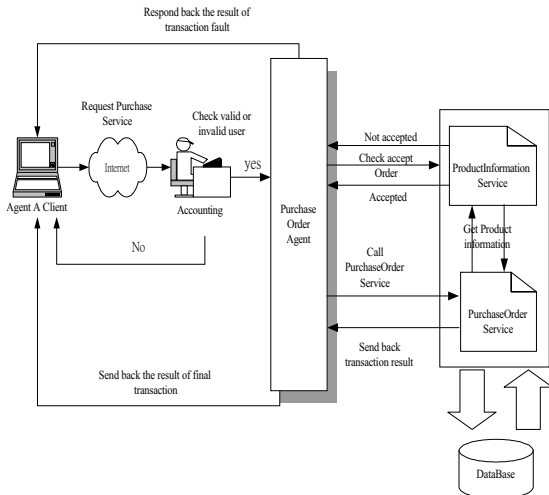 Respond back the result of
transaction fault
Request Purchase
Service
Check valid or
invalid user
Internet
yes
Agent A Client
Accounting
No
Purchase
Order
Agent
Not accepted
Check accept
Order
Accepted
ProductInformation
Service
Get Product
information
Call
PurchaseOrder
Service
PurchaseOrder
Service
Send back
transaction result
Send back the result of final
transaction
DataBase